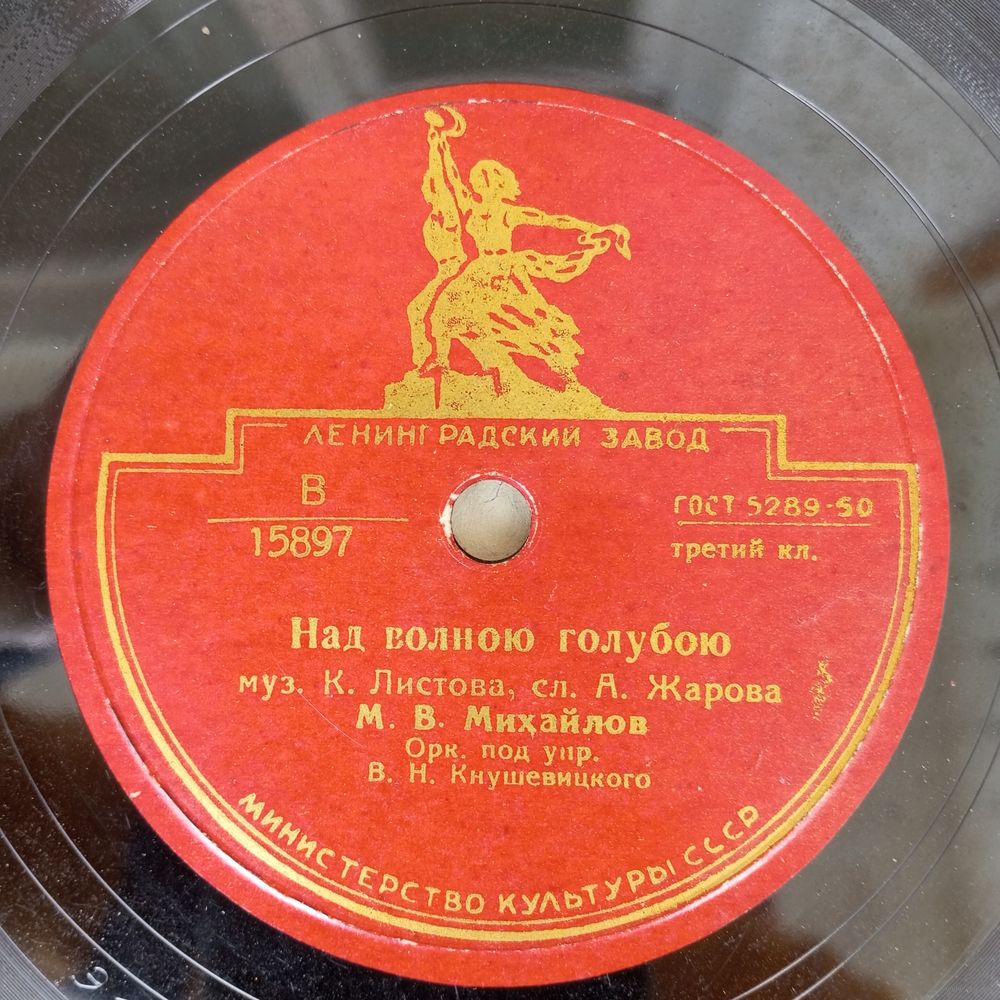 ЛЕНИНГРАДСКИЙ ЗАВОД
В
15897
ГОСТ 5289-50
третий кл.
Над волною голубою
муз. К. Листова, сл. А. Жарова
М. В. Михайлов
Орк. под упр.
В. Н. Кнушевицкого
МИНИСТЕРСТВО КУЛЬТУРЫ СССР